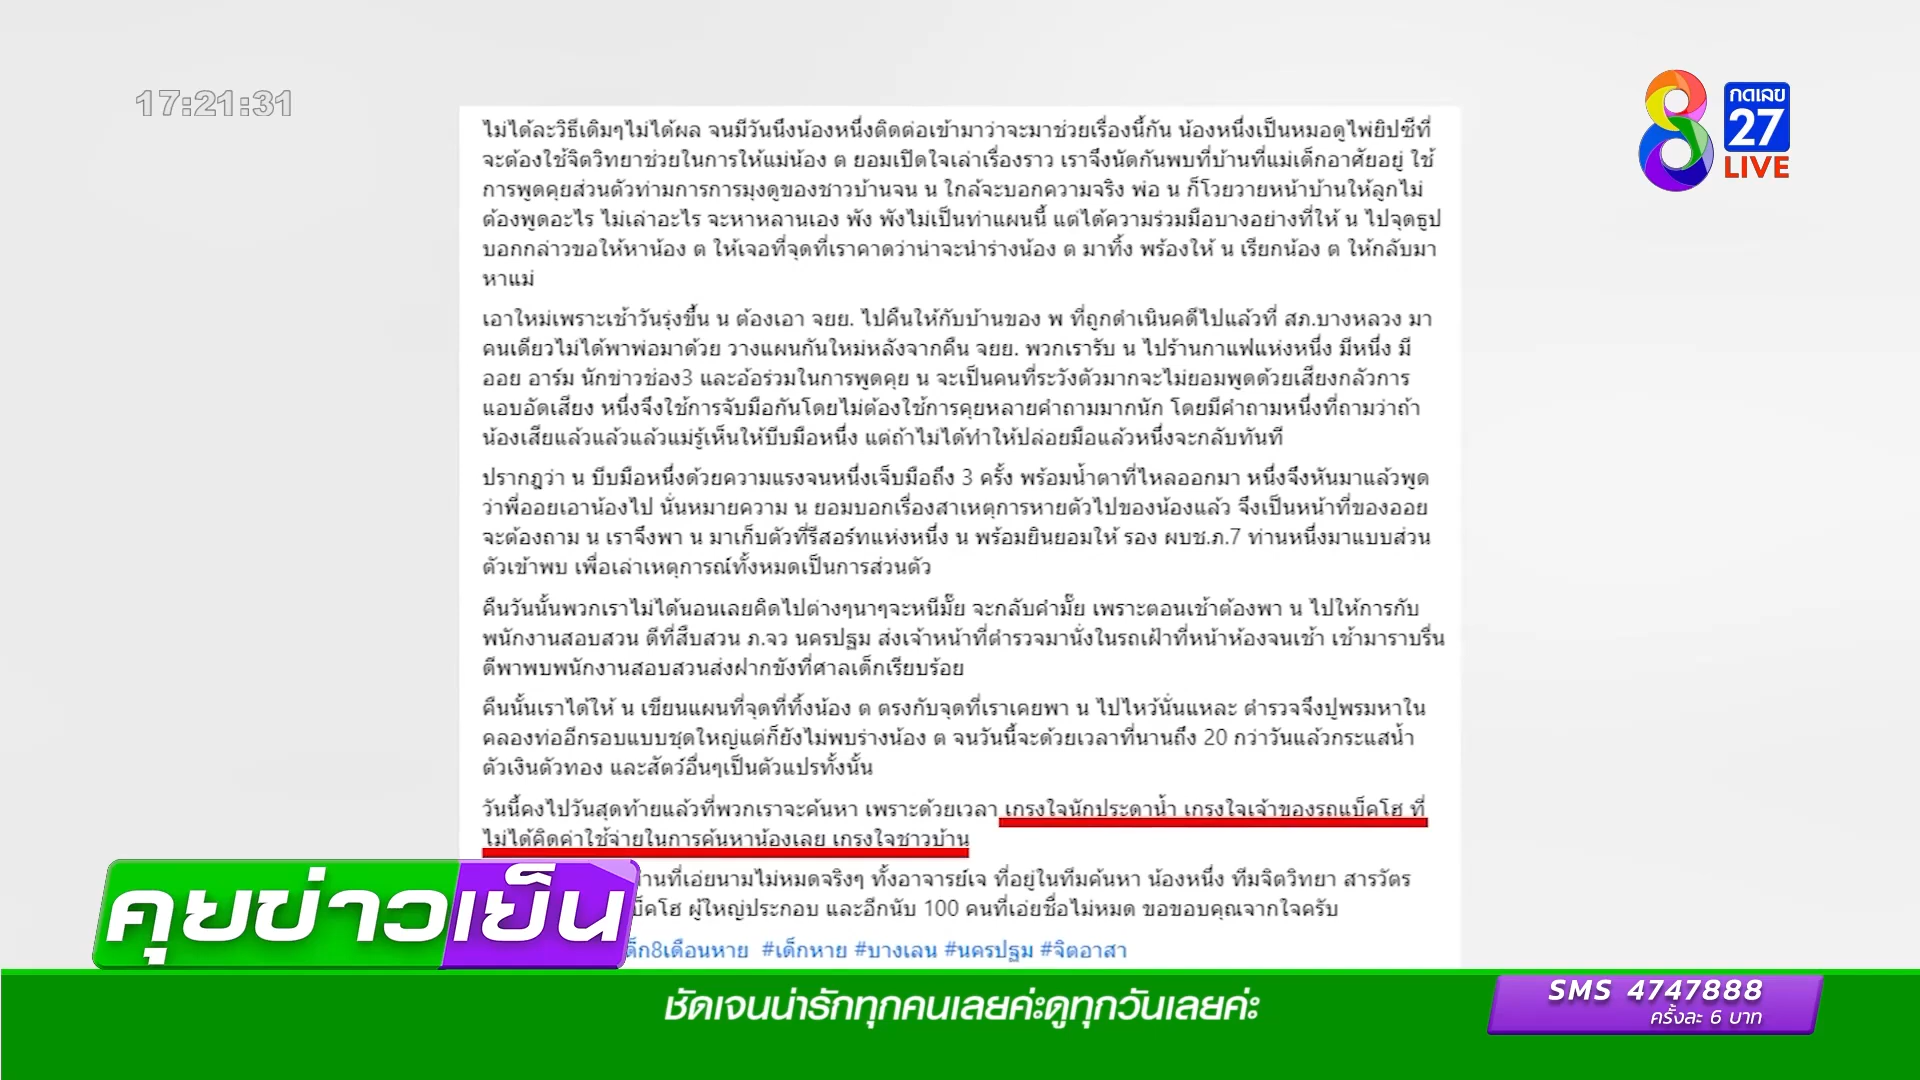 17:21:31
8
กดเลข
27
LIVE
ไม่ได้ละวิธีเดิมๆไม่ได้ผล จนมีวันนึงน้องหนึ่งติดต่อเข้ามาว่าจะมาช่วยเรื่องนี้กัน น้องหนึ่งเป็นหมอดูไพ่ยิปซีที่
จะต้องใช้จิตวิทยาช่วยในการให้แม่น้อง ต ยอมเปิดใจเล่าเรื่องราว เราจึงนัดกันพบที่บ้านที่แม่เด็กอาศัยอยู่ ใช้
การพูดคุยส่วนตัวท่ามการการมุงดูของชาวบ้านจน น ใกล้จะบอกความจริง พ่อ น ก็โวยวายหน้าบ้านให้ลูกไม่
ต้องพูดอะไร ไม่เล่าอะไร จะหาหลานเอง พัง พังไม่เป็นท่าแผนนี้ แต่ได้ความร่วมมือบางอย่างที่ให้ น ไปจุดธูป
บอกกล่าวขอให้หาน้อง ต ให้เจอที่จุดที่เราคาดว่าน่าจะนำร่างน้อง ต มาทิ้ง พร้องให้ น เรียกน้อง ต ให้กลับมา
หาแม่
เอาใหม่เพราะเช้าวันรุ่งขึ้น น ต้องเอา จยย. ไปคืนให้กับบ้านของ พ ที่ถูกดำเนินคดีไปแล้วที่ สภ.บางหลวง มา
คนเดียวไม่ได้พาพ่อมาด้วย วางแผนกันใหม่หลังจากคืน จยย. พวกเรารับ น ไปร้านกาแฟแห่งหนึ่ง มีหนึ่ง มี
ออย อาร์ม นักข่าวช่อง3 และอ้อร่วมในการพูดคุย น จะเป็นคนที่ระวังตัวมากจะไม่ยอมพูดด้วยเสียงกลัวการ
แอบอัดเสียง หนึ่งจึงใช้การจับมือกันโดยไม่ต้องใช้การคุยหลายคำถามมากนัก โดยมีคำถามหนึ่งที่ถามว่าถ้า
น้องเสียแล้วแล้วแล้วแม่รู้เห็นให้บีบมือหนึ่ง แต่ถ้าไม่ได้ทำให้ปล่อยมือแล้วหนึ่งจะกลับทันที
ปรากฎว่า น บีบมือหนึ่งด้วยความแรงจนหนึ่งเจ็บมือถึง 3 ครั้ง พร้อมน้ำตาที่ไหลออกมา หนึ่งจึงหันมาแล้วพูด
ว่าพี่ออยเอาน้องไป นั่นหมายความ น ยอมบอกเรื่องสาเหตุการหายตัวไปของน้องแล้ว จึงเป็นหน้าที่ของออย
จะต้องถาม น เราจึงพา น มาเก็บตัวที่รีสอร์ทแห่งหนึ่ง น พร้อมยินยอมให้ รอง ผบช.ภ.7 ท่านหนึ่งมาแบบส่วน
ตัวเข้าพบ เพื่อเล่าเหตุการณ์ทั้งหมดเป็นการส่วนตัว
คืนวันนั้นพวกเราไม่ได้นอนเลยคิดไปต่างๆนาๆจะหนีมั๊ย จะกลับคำมั๊ย เพราะตอนเช้าต้องพา น ไปให้การกับ
พนักงานสอบสวน ดีที่สืบสวน ภ.จว นครปฐม ส่งเจ้าหน้าที่ตำรวจมานั่งในรถเฝ้าที่หน้าห้องจนเช้า เช้ามาราบรื่น
ดีพาพบพนักงานสอบสวนส่งฝากขังที่ศาลเด็กเรียบร้อย
คืนนั้นเราได้ให้ น เขียนแผนที่จุดที่ทิ้งน้อง ต ตรงกับจุดที่เราเคยพา น ไปไหว้นั่นแหละ ตำรวจจึงปูพรมหาใน
คลองท่ออีกรอบแบบชุดใหญ่แต่ก็ยังไม่พบร่างน้อง ต จนวันนี้จะด้วยเวลาที่นานถึง 20 กว่าวันแล้วกระแสน้ำ
ตัวเงินตัวทอง และสัตว์อื่นๆเป็นตัวแปรทั้งนั้น
วันนี้คงไปวันสุดท้ายแล้วที่พวกเราจะค้นหา เพราะด้วยเวลา เกรงใจนักประดาน้ำ เกรงใจเจ้าของรถแบ็คโฮ ที่
ไม่ได้คิดค่าใช้จ่ายในการค้นหาน้องเลย เกรงใจชาวบ้าน
านที่เอ่ยนามไม่หมดจริงๆ ทั้งอาจารย์เจ ที่อยู่ในทีมค้นหา น้องหนึ่ง ทีมจิตวิทยา สารวัตร
บ็คโฮ ผู้ใหญ่ประกอบ และอีกนับ 100 คนที่เอ่ยชื่อไม่หมด ขอขอบคุณจากใจครับ
ด็ก8เดือนหาย #เด็กหาย #บางเลน #นครปฐม #จิตอาสา
คุยข่าวเย็น
ชัดเจนน่ารักทุกคนเลยค่ะดูทุกวันเลยค่ะ
SMS 4747888
ครั้งละ 6 บาท